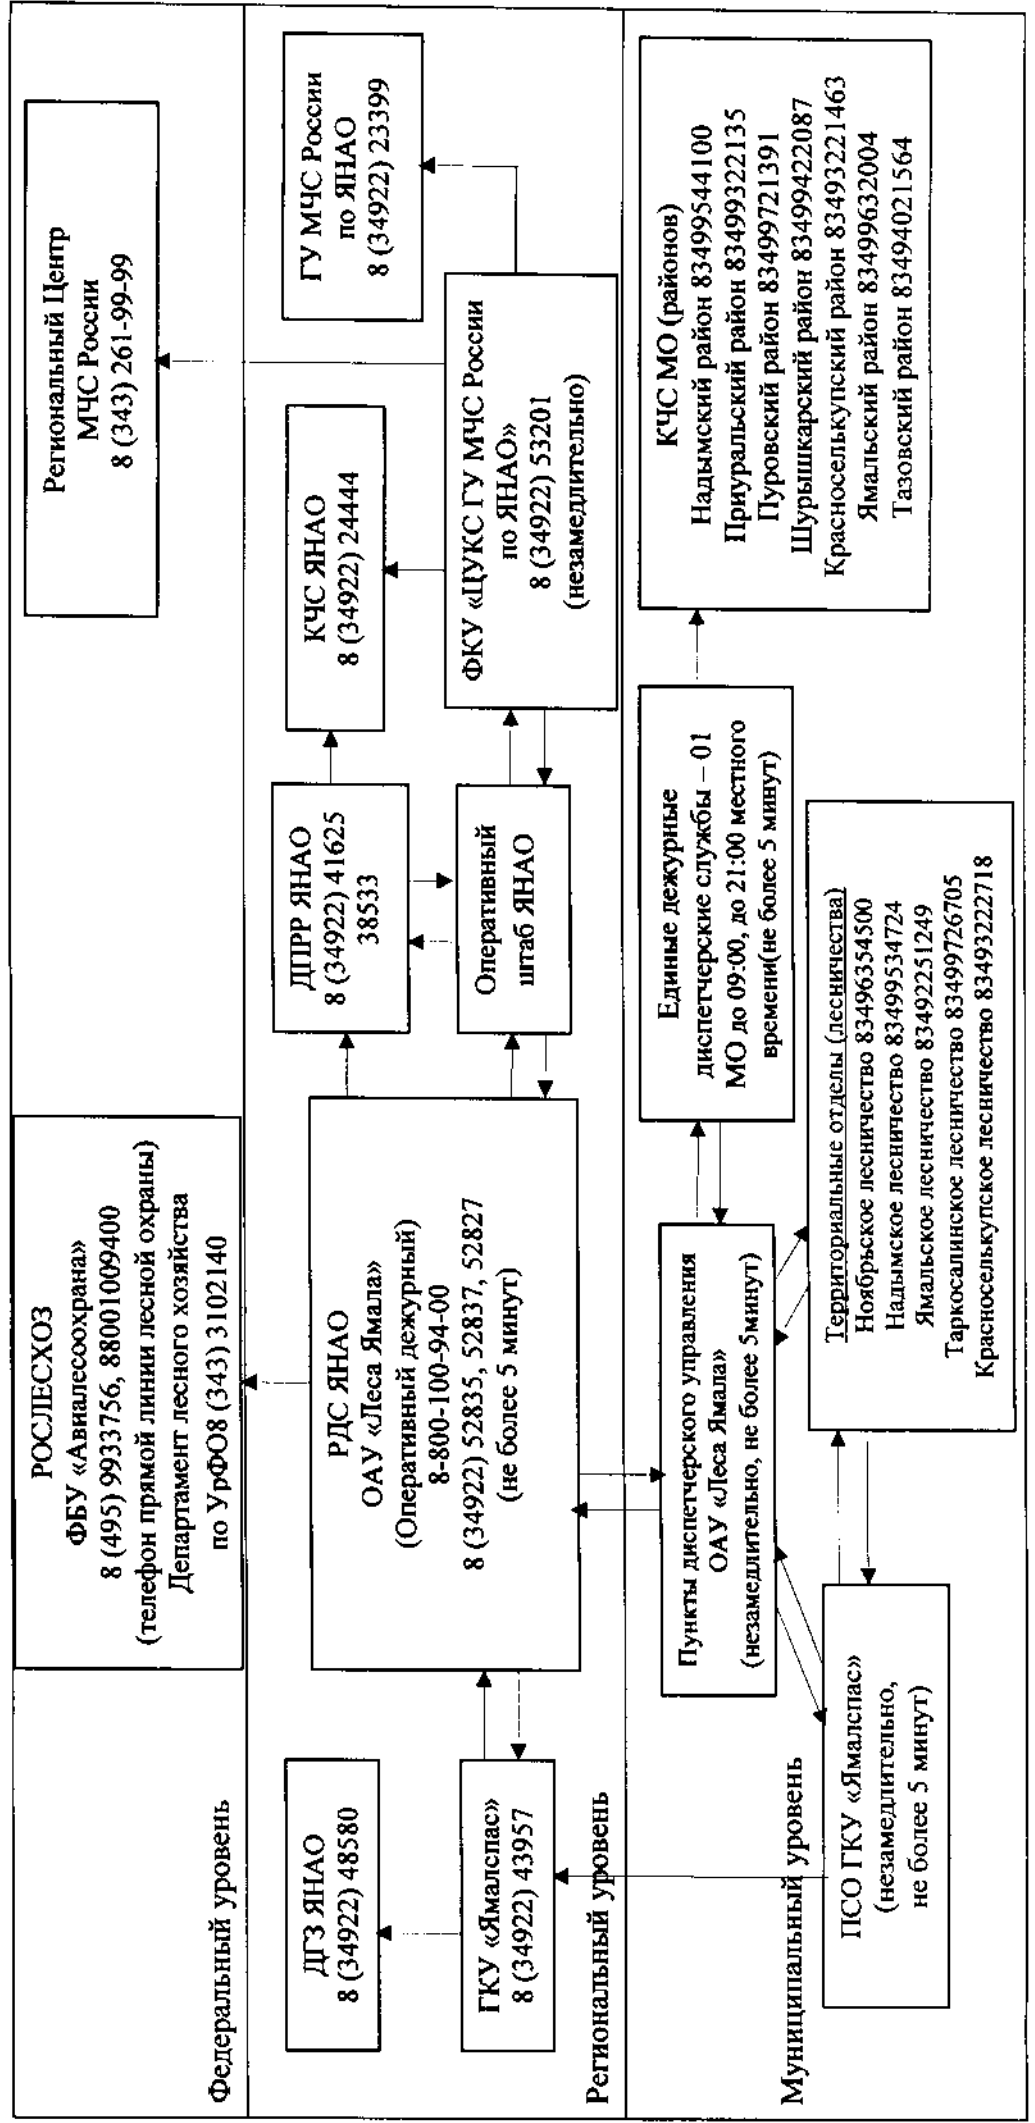 Федеральный уровень
РОСЛЕСХОЗ
ФБУ «Авиалесоохрана»
8 (495) 9933756, 88001009400
(телефон прямой линии лесной охраны)
Департамент лесного хозяйства
по УрФО8 (343) 3102140
Региональный Центр
МЧС России
8 (343) 261-99-99
Региональный уровень
ДГЗ ЯНАО
8 (34922) 48580
ГКУ «Ямалспас»
8 (34922) 43957
РДС ЯНАО
ОАУ «Леса Ямала»
(Оперативный дежурный)
8-800-100-94-00
8 (34922) 52835, 52837, 52827
(не более 5 минут)
ДПРР ЯНАО
8 (34922) 41625
38533
Оперативный
штаб ЯНАО
КЧС ЯНАО
8 (34922) 24444
ФКУ «ЦУКС ГУ МЧС России
по ЯНАО»
8 (34922) 53201
(незамедлительно)
ГУ МЧС России
по ЯНАО
8 (34922) 23399
Муниципальный уровень
ПСО ГКУ «Ямалспас»
(незамедлительно,
не более 5 минут)
Пункты диспетчерского управления
ОАУ «Леса Ямала»
(незамедлительно, не более 5минут)
Территориальные отделы (лесничества)
Ноябрьское лесничество 83496354500
Надымское лесничество 83499534724
Ямальское лесничество 83492251249
Таркосалинское лесничество 83499726705
Красноселькупское лесничество 83493222718
Единые дежурные
диспетчерские службы – 01
МО до 09:00, до 21:00 местного
времени(не более 5 минут)
КЧС МО (районов)
Надымский район 83499544100
Приуральский район 83499322135
Пуровский район 83499721391
Шурышкарский район 83499422087
Красноселькупский район 83493221463
Ямальский район 83499632004
Тазовский район 83494021564